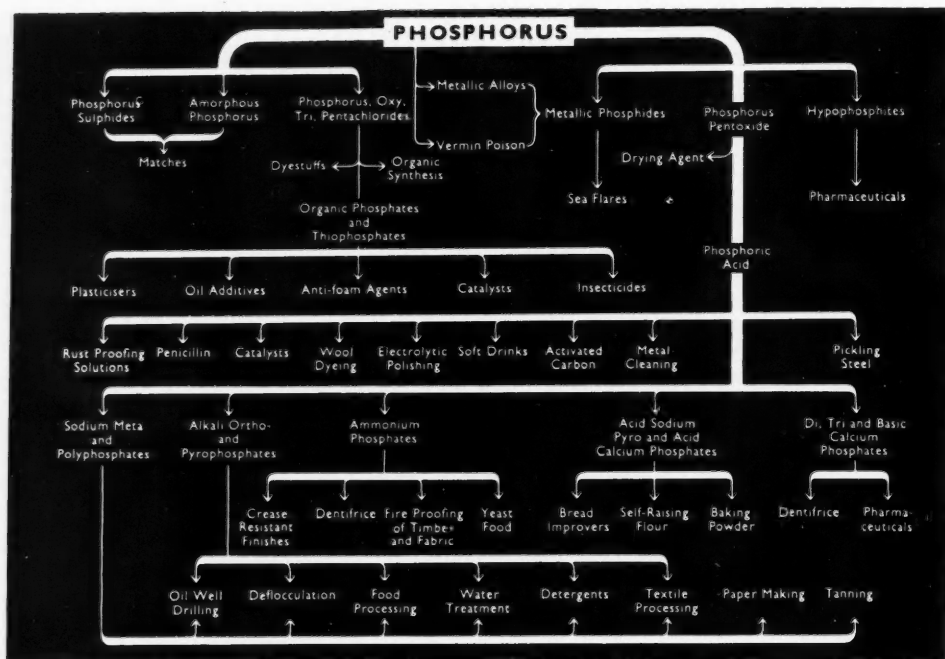 PHOSPHORUS
Phosphorus
Sulphides
Amorphous
Phosphorus
Phosphorus, Oxy,
Tri, Pentachlorides
Metallic Alloys
Vermin Poison
Metallic Phosphides
Phosphorus
Pentoxide
Hypophosphites
Matches
Dyestuffs
Organic
Synthesis
Drying Agent
Sea Flares
Pharmaceuticals
Organic Phosphates
and
Thiophosphates
Phosphoric
Acid
Plasticisers
Oil Additives
Anti-foam Agents
Catalysts
Insecticides
Rust Proofing
Solutions
Penicillin
Catalysts
Wool
Dyeing
Electrolytic
Polishing
Soft Drinks
Activated
Carbon
Metal-
Cleaning
Pickling
Steel
Sodium Meta
and
Polyphosphates
Alkali Ortho-
and
Pyrophosphates
Ammonium
Phosphates
Acid Sodium
Pyro and Acid
Calcium Phosphates
Di, Tri and Basic
Calcium
Phosphates
Crease
Resistant
Finishes
Dentifrice
Fire Proofing
of Timber
and Fabric
Yeast
Food
Bread
Improvers
Self-Raising
Flour
Baking
Powder
Dentifrice
Pharma-
ceuticals
Oil Well
Drilling
Deflocculation
Food
Processing
Water
Treatment
Detergents
Textile
Processing
Paper Making
Tanning